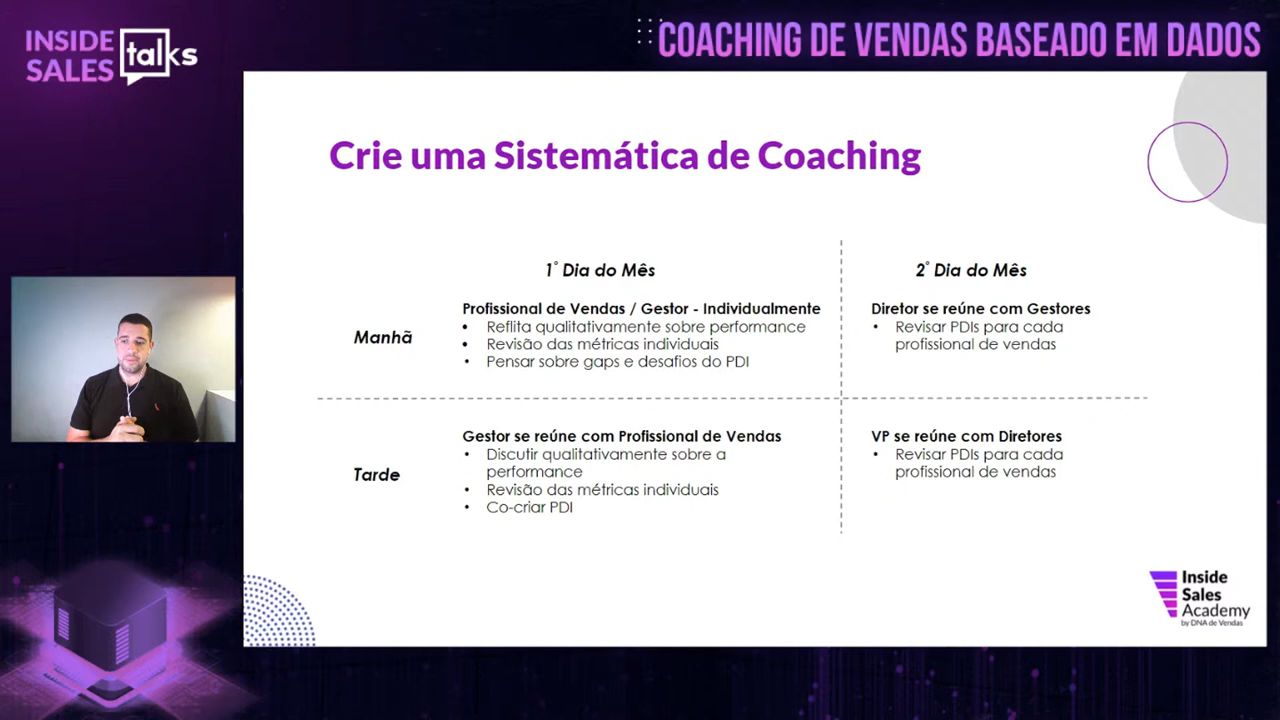 INSIDE
SALES
talks
COACHING DE VENDAS BASEADO EM DADOS
Crie uma Sistemática de Coaching
1° Dia do Mês
2° Dia do Mês
Manhã
Profissional de Vendas / Gestor - Individualmente
• Reflita qualitativamente sobre performance
• Revisão das métricas individuais
• Pensar sobre gaps e desafios do PDI
Diretor se reúne com Gestores
• Revisar PDIs para cada
profissional de vendas
Tarde
Gestor se reúne com Profissional de Vendas
• Discutir qualitativamente sobre a
performance
• Revisão das métricas individuais
• Co-criar PDI
VP se reúne com Diretores
• Revisar PDIs para cada
profissional de vendas
Inside
Sales
Academy
by DNA de Vendas